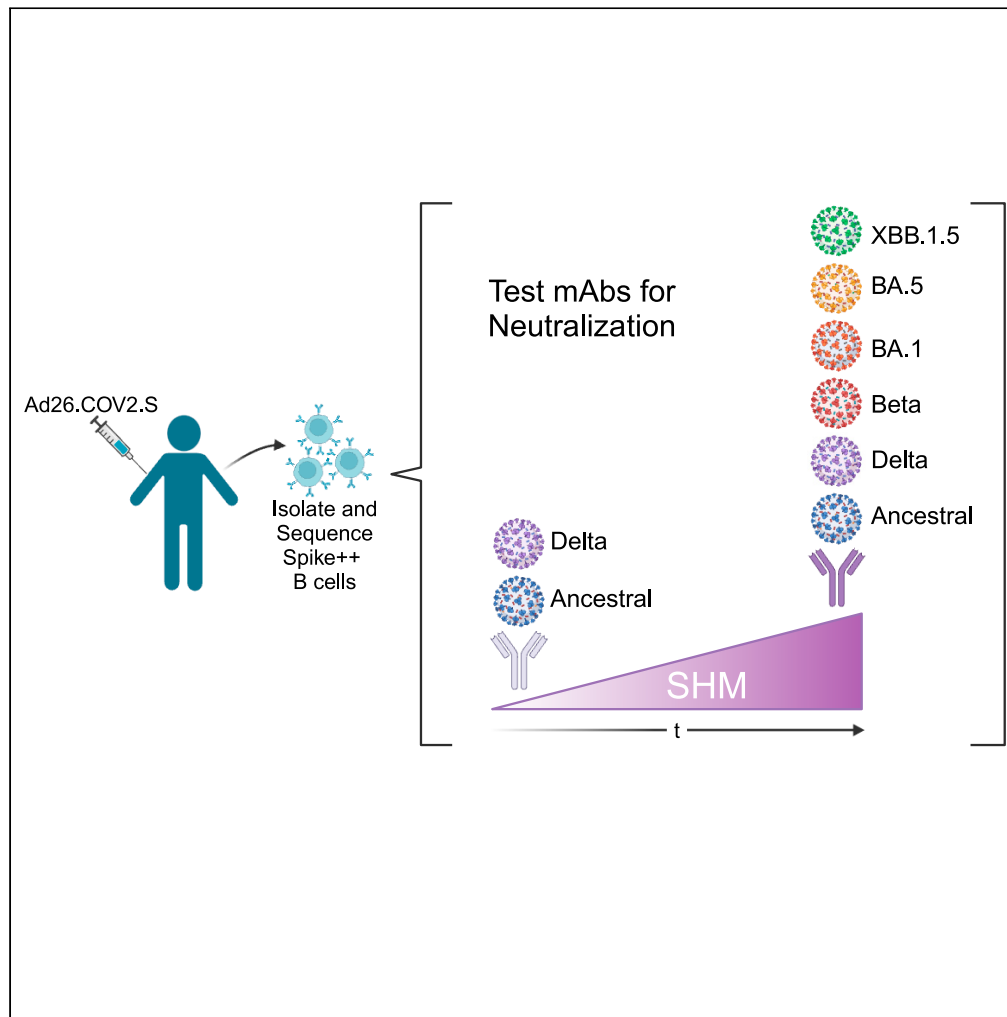 Ad26.COV2.S
Isolate and
Sequence
Spike++
B cells
Test mAbs for
Neutralization
Delta
Ancestral
XBB.1.5
BA.5
BA.1
Beta
Delta
Ancestral
SHM
t